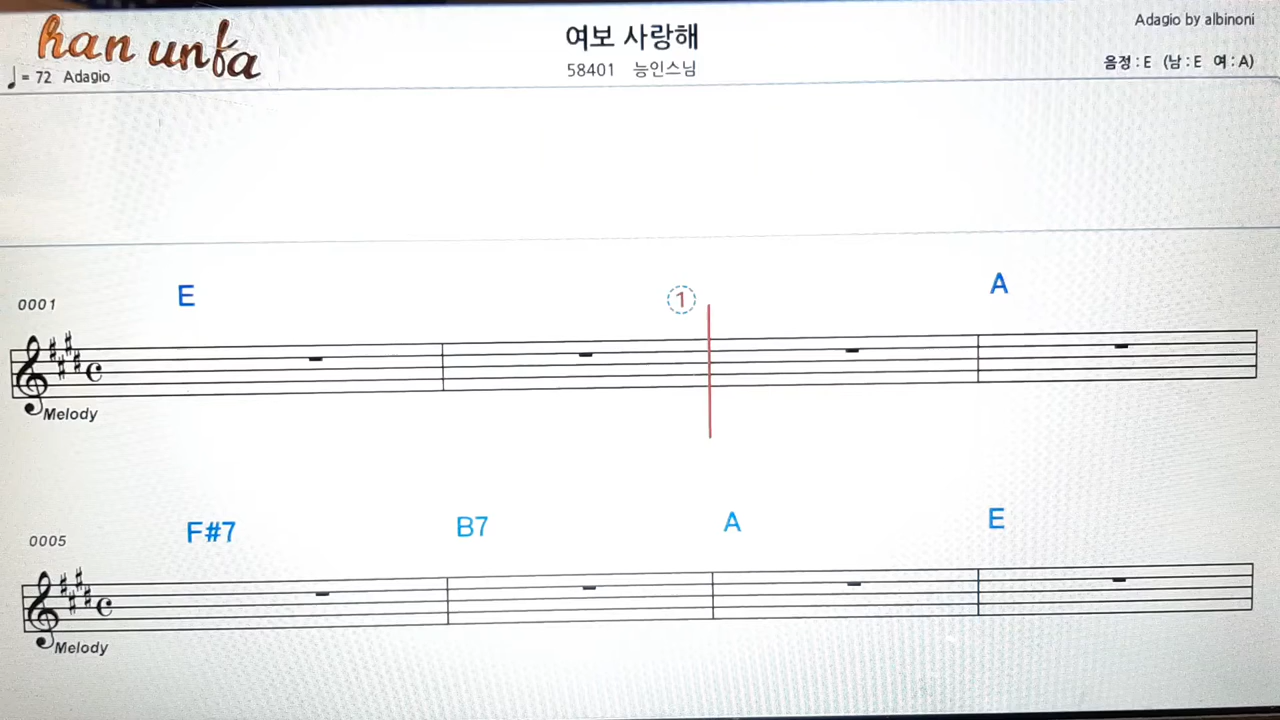 han unfa
여보 사랑해
Adagio by albinoni
♩= 72 Adagio
58401 능인스님
음정 : E (남 : E 여 : A)
E
1
A
0001
Melody
F#7
B7
A
E
0005
Melody